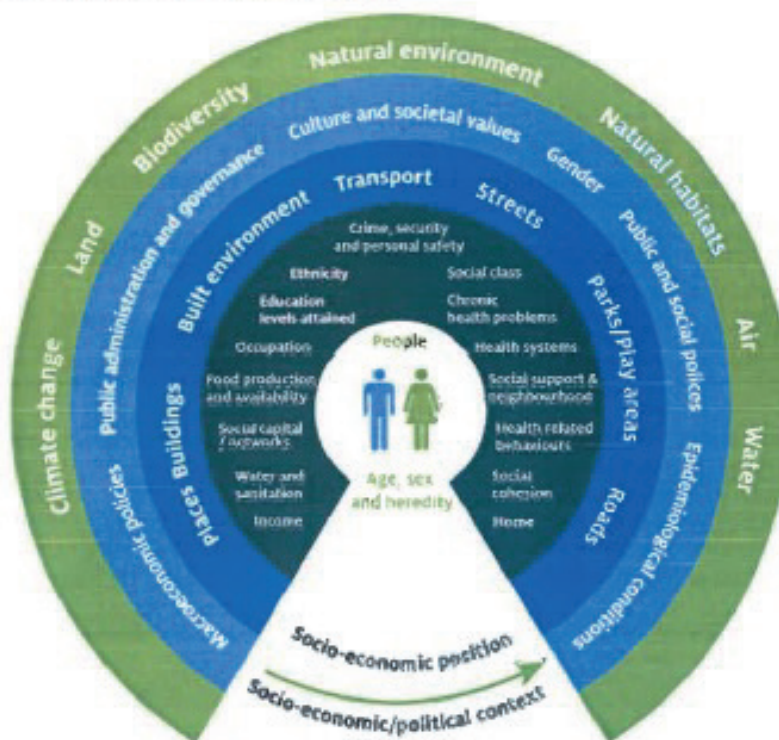 Natural environment
Biodiversity
Natural habitats
Land
Air
Climate change
Water
Culture and societal values
Gender
Public administration and governance
Public and social polices
Macroeconomic policies
Epidemiological conditions
Transport
Streets
Built environment
Parks/Play areas
Places Buildings
Roads
Crime, security
and personal safety
Ethnicity
Social class
Education
levels attained
Chronic
health problems
Occupation
Health systems
Food production
and availability
Social support &
neighbourhood
Social capital
/ networks
Health related
behaviours
Water and
sanitation
Social
cohesion
Income
Home
People
Age, sex
and heredity
Socio-economic position
Socio-economic/political context